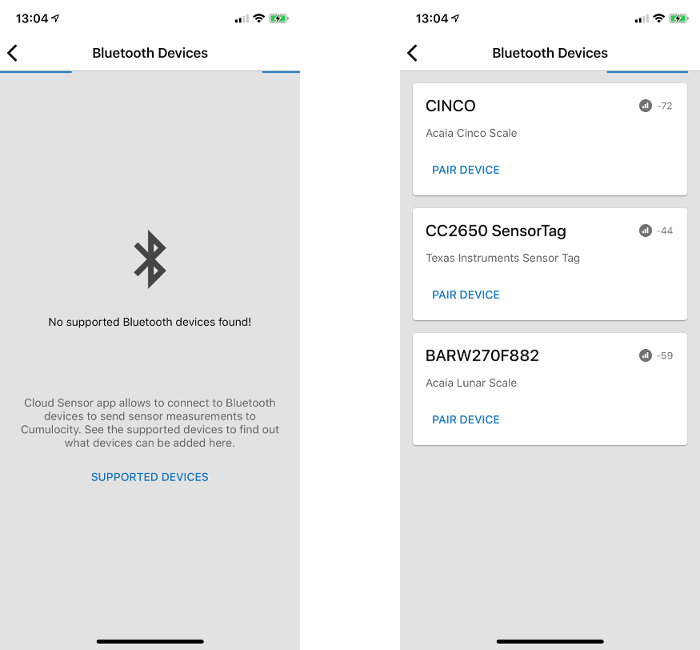 13:04
Bluetooth Devices
No supported Bluetooth devices found!
Cloud Sensor app allows to connect to Bluetooth
devices to send sensor measurements to
Cumulocity. See the supported devices to find out
what devices can be added here.
SUPPORTED DEVICES
13:04
Bluetooth Devices
CINCO
-72
Acaia Cinco Scale
PAIR DEVICE
CC2650 SensorTag
-44
Texas Instruments Sensor Tag
PAIR DEVICE
BARW270F882
-59
Acaia Lunar Scale
PAIR DEVICE